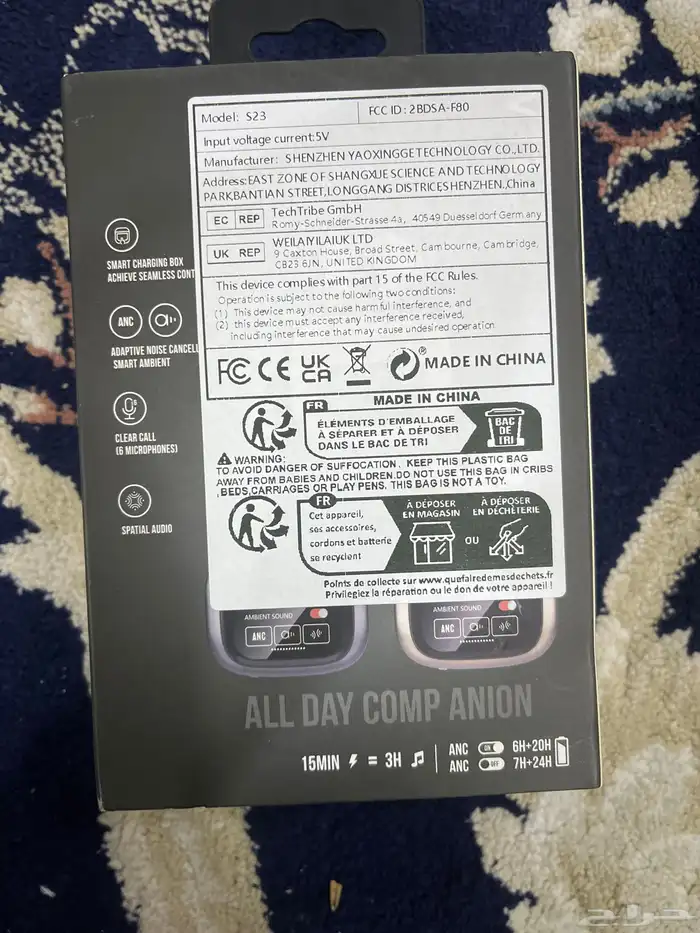 Model: S23
FCC ID: 2BDSA-F80
Input voltage current:5V
Manufacturer: SHENZHEN YAOXINGGETECHNOLOGY CO.,LTD.
Address:EAST ZONE OF SHANGXUE SCIENCE AND TECHNOLOGY
PARK,BANTIAN STREET,LONGGANG DISTRICESHENZHEN.,China
EC REP TechTribe GmbH
Romy-Schneider-Strasse 4a, 40549 Duesseldorf Germany
UK REP WEILAYILAIUK LTD
9 Caxton House, Broad Street, Cambourne, Cambridge,
CB23 6JN, UNITED KINGDOM
This device complies with part 15 of the FCC Rules.
Operation is subject to the following two conditions:
(1) This device may not cause harmful interference, and
(2) this device must accept any interference received,
including interference that may cause undesired operation
FC CE UK CA ® MADE IN CHINA
MADE IN CHINA
FR
ÉLÉMENTS D'EMBALLAGE
À SÉPARER ET À DÉPOSER
DANS LE BAC DE TRI
BAC
DE
TRI
WARNING:
TO AVOID DANGER OF SUFFOCATION, KEEP THIS PLASTIC BAG
AWAY FROM BABIES AND CHILDREN.DO NOT USE THIS BAG IN CRIBS
,BEDS,CARRIAGES OR PLAY PENS. THIS BAG IS NOT A TOY.
FR
Cet appareil,
ses accessoires,
cordons et batterie
se recyclent
À DÉPOSER
EN MAGASIN
OU
À DÉPOSER
EN DÉCHÈTERIE
Points de collecte sur www.quefairedemesdechets.fr
Privilegiez la réparation ou le don de votre appareil !
SMART CHARGING BOX
ACHIEVE SEAMLESS CONT
ANC
ADAPTIVE NOISE CANCELL
SMART AMBIENT
CLEAR CALL
(6 MICROPHONES)
SPATIAL AUDIO
AMBIENT SOUND
ANC
AMBIENT SOUND
ANC
ALL DAY COMP ANION
15MIN = 3H
ANC ON 6H+20H
ANC OFF 7H+24H
حراج